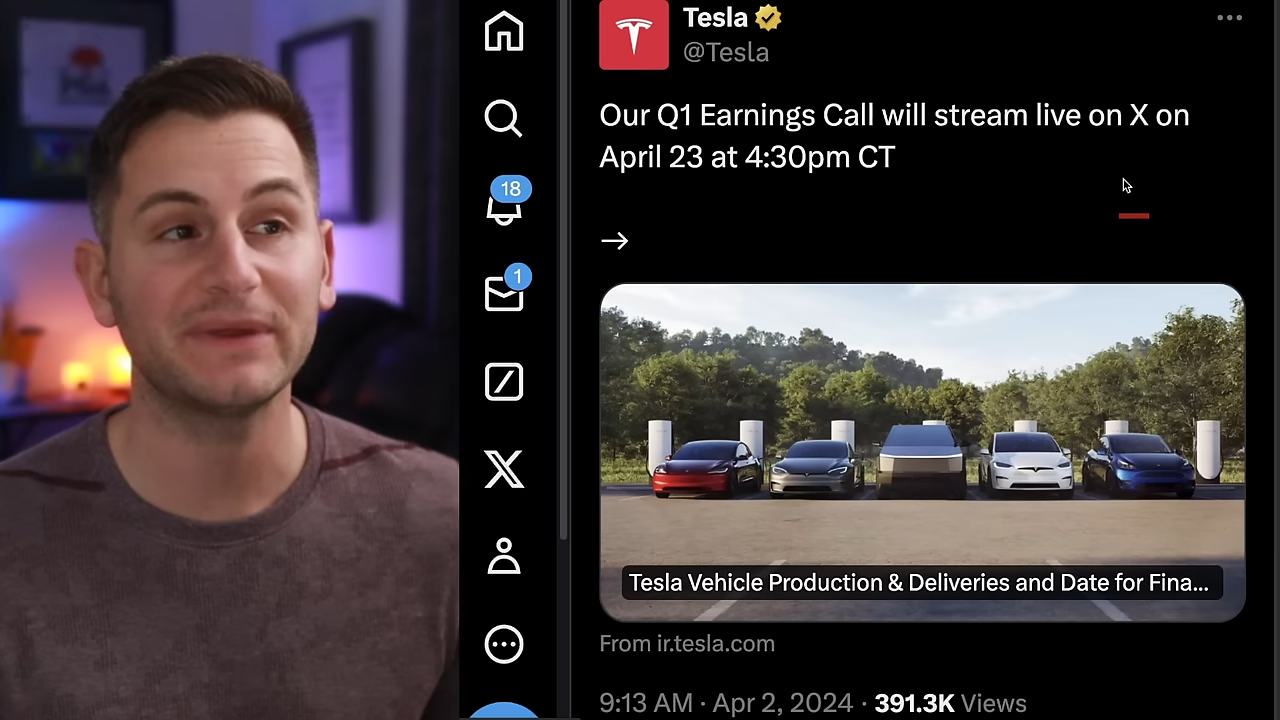 Tesla
@Tesla
Our Q1 Earnings Call will stream live on X on
April 23 at 4:30pm CT
→
18
1
Tesla Vehicle Production & Deliveries and Date for Fina...
From ir.tesla.com
9:13 AM · Apr 2, 2024 · 391.3K Views